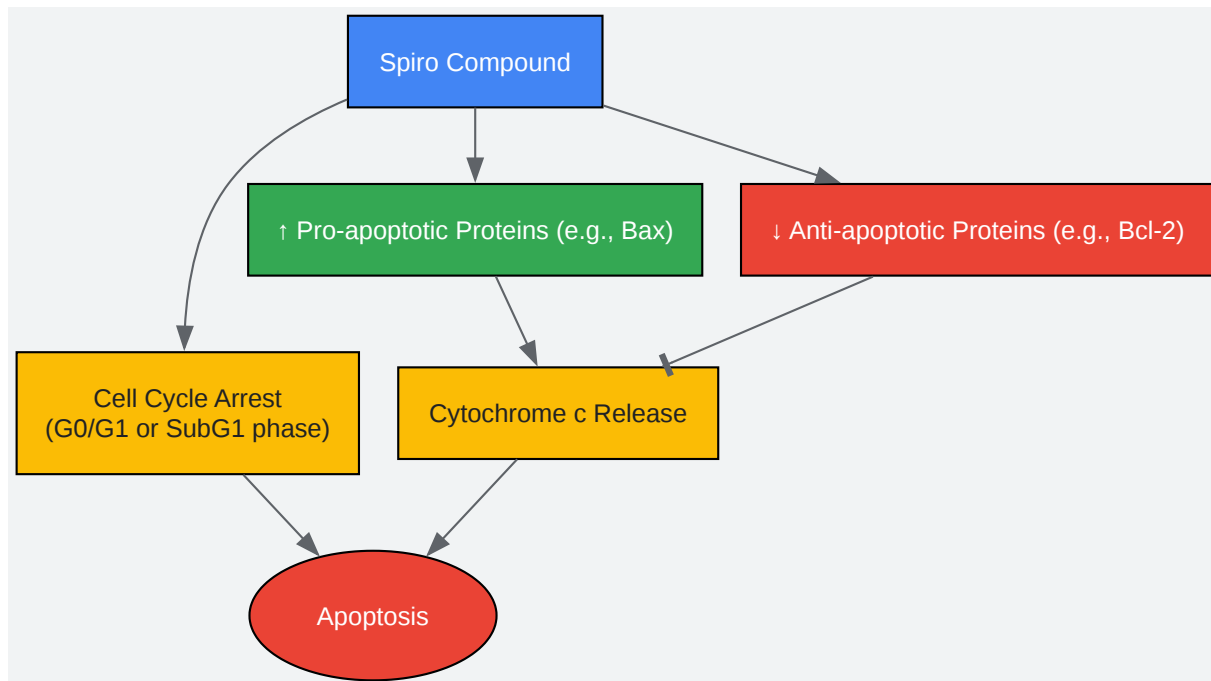 Spiro Compound
↑ Pro-apoptotic Proteins (e.g., Bax)
↓ Anti-apoptotic Proteins (e.g., Bcl-2)
Cell Cycle Arrest
(G0/G1 or SubG1 phase)
Cytochrome c Release
Apoptosis